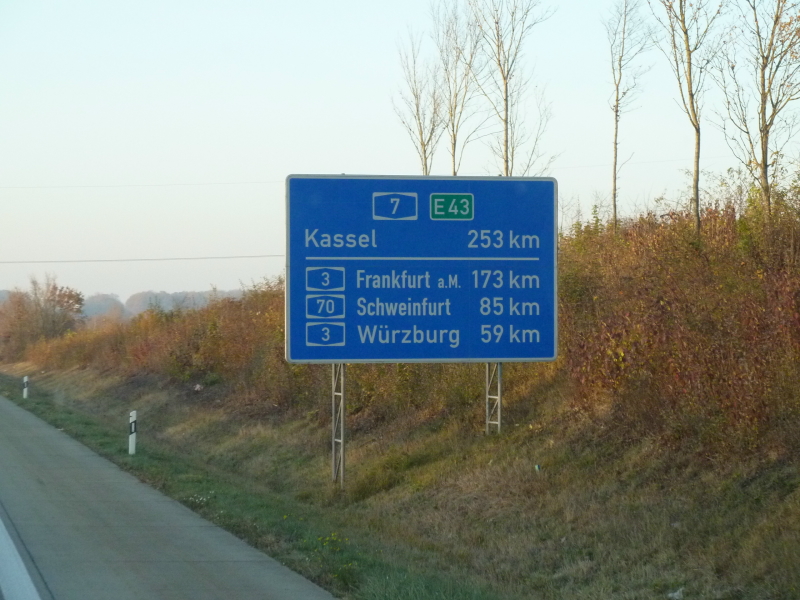 7 E43
Kassel 253 km
3 Frankfurt a.M. 173 km
70 Schweinfurt 85 km
3 Würzburg 59 km